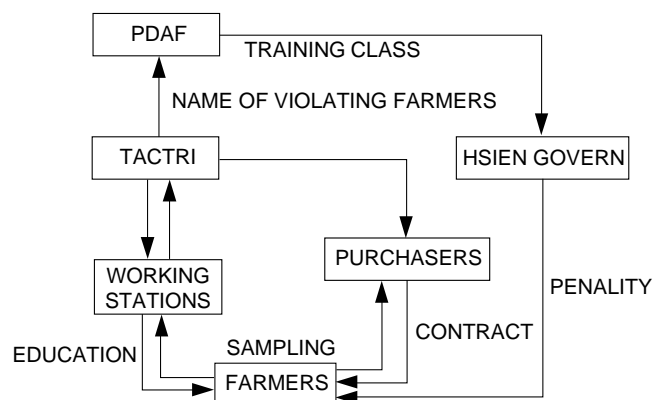 PDAF
TRAINING CLASS
NAME OF VIOLATING FARMERS
TACTRI
HSIEN GOVERN
PURCHASERS
WORKING
STATIONS
PENALITY
CONTRACT
EDUCATION
SAMPLING
FARMERS